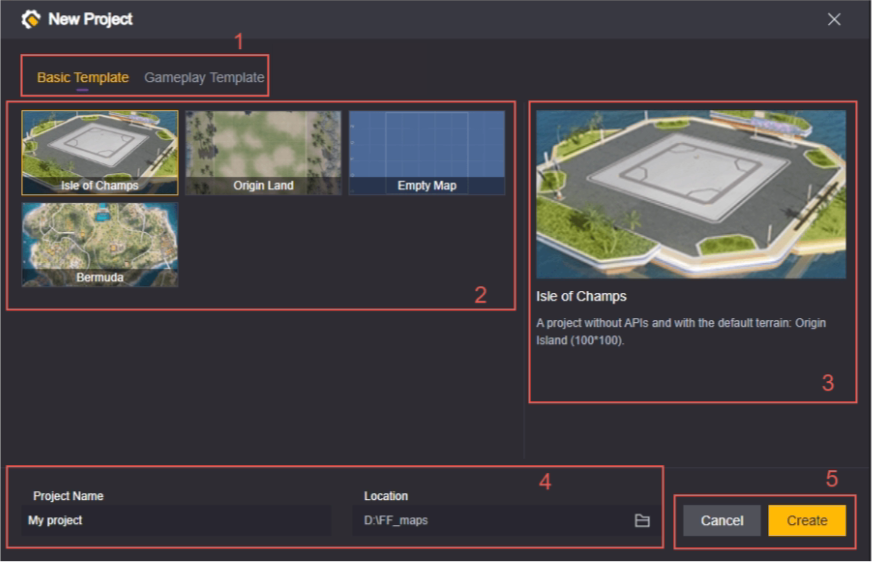 New Project
1
Basic Template Gameplay Template
Isle of Champs
Origin Land
Empty Map
Bermuda
2
Isle of Champs
A project without APIs and with the default terrain: Origin
Island (100*100).
3
4
Project Name
My project
Location
D:\FF_maps
5
Cancel
Create